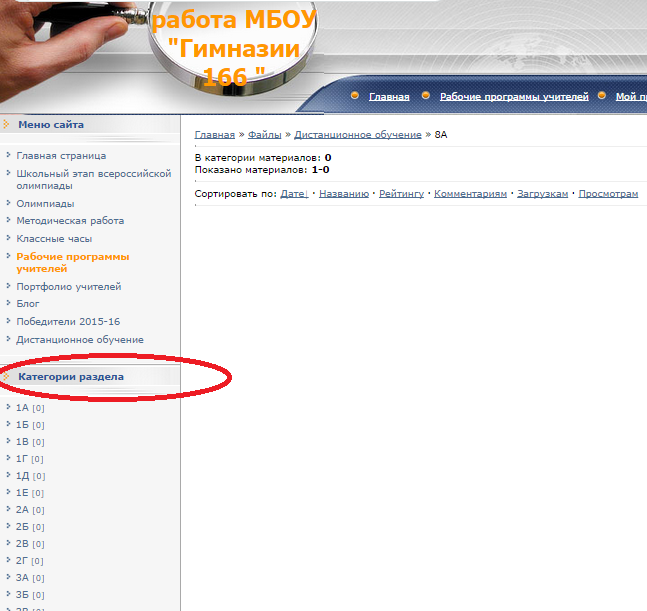 работа МБОУ
"Гимназии
166 "
Главная Рабочие программы учителей Мой
Меню сайта
Главная страница
Школьный этап всероссийской
олимпиады
Олимпиады
Методическая работа
Классные часы
Рабочие программы
учителей
Портфолио учителей
Блог
Победители 2015-16
Дистанционное обучение
Категории раздела
1А [0]
1Б [0]
1В [0]
1Г [0]
1Д [0]
1Е [0]
2А [0]
2Б [0]
2В [0]
2Г [0]
3А [0]
3Б [0]
Главная » Файлы » Дистанционное обучение » 8А
В категории материалов: 0
Показано материалов: 1-0
Сортировать по: Дате↓ · Названию · Рейтингу · Комментариям · Загрузкам · Просмотрам